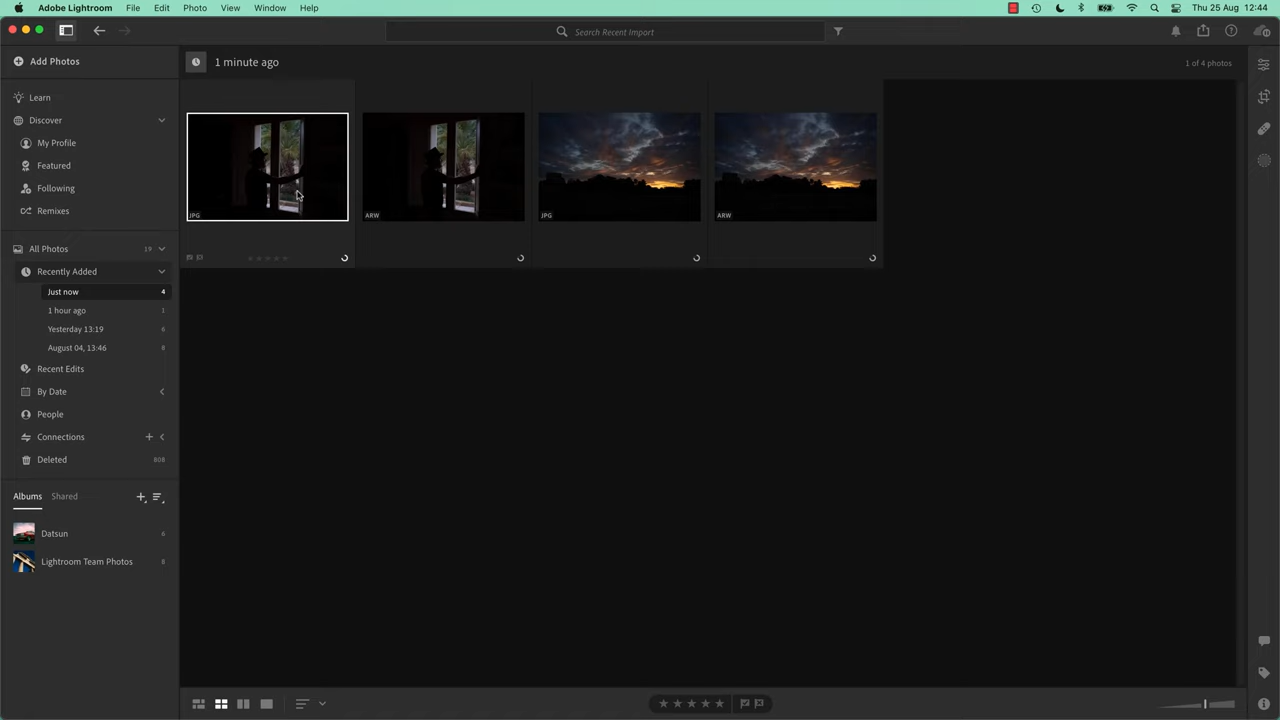 Adobe Lightroom File Edit Photo View Window Help Thu 25 Aug 12:44
Search Recent Import
Add Photos
1 minute ago
1 of 4 photos
Learn
Discover
My Profile
Featured
Following
Remixes
JPG
ARW
JPG
ARW
All Photos 19
Recently Added
Just now 4
1 hour ago 1
Yesterday 13:19 6
August 04, 13:46 8
Recent Edits
By Date
People
Connections
Deleted 808
Albums Shared
Datsun 6
Lightroom Team Photos 8